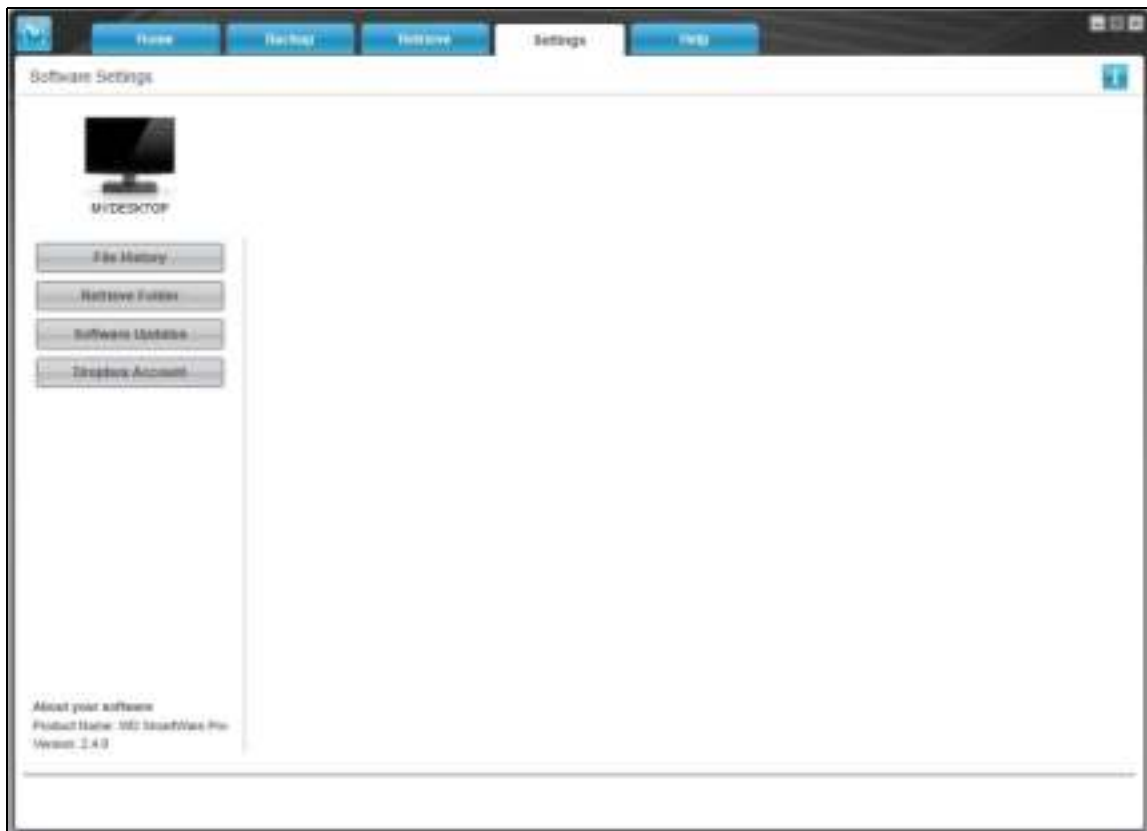 Home
Backup
Retrieve
Settings
Help
Software Settings
MYDESKTOP
File History
Retrieve Folder
Software Updates
Dropbox Account
About your software
Product Name: WD SmartWare Pro
Version: 2.4.0